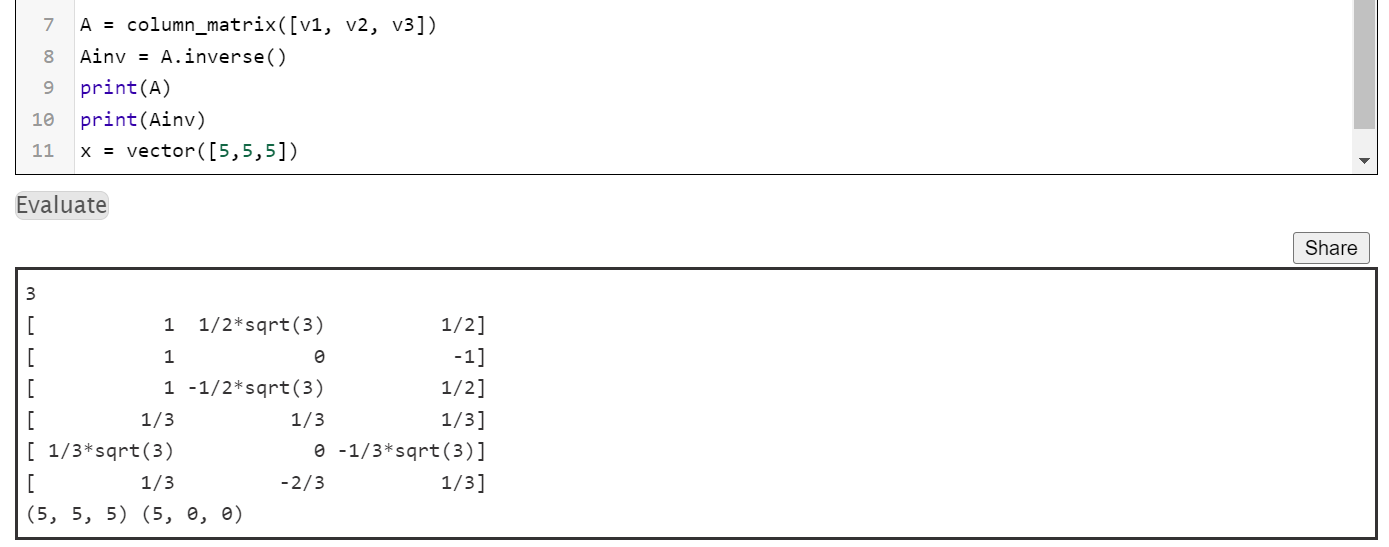 7 A = column_matrix([v1, v2, v3])
8 Ainv = A.inverse()
9 print(A)
10 print(Ainv)
11 x = vector([5,5,5])
Evaluate
Share
3
[           1  1/2*sqrt(3)          1/2]
[           1            0           -1]
[           1 -1/2*sqrt(3)          1/2]
[         1/3          1/3          1/3]
[ 1/3*sqrt(3)            0 -1/3*sqrt(3)]
[         1/3         -2/3          1/3]
(5, 5, 5) (5, 0, 0)